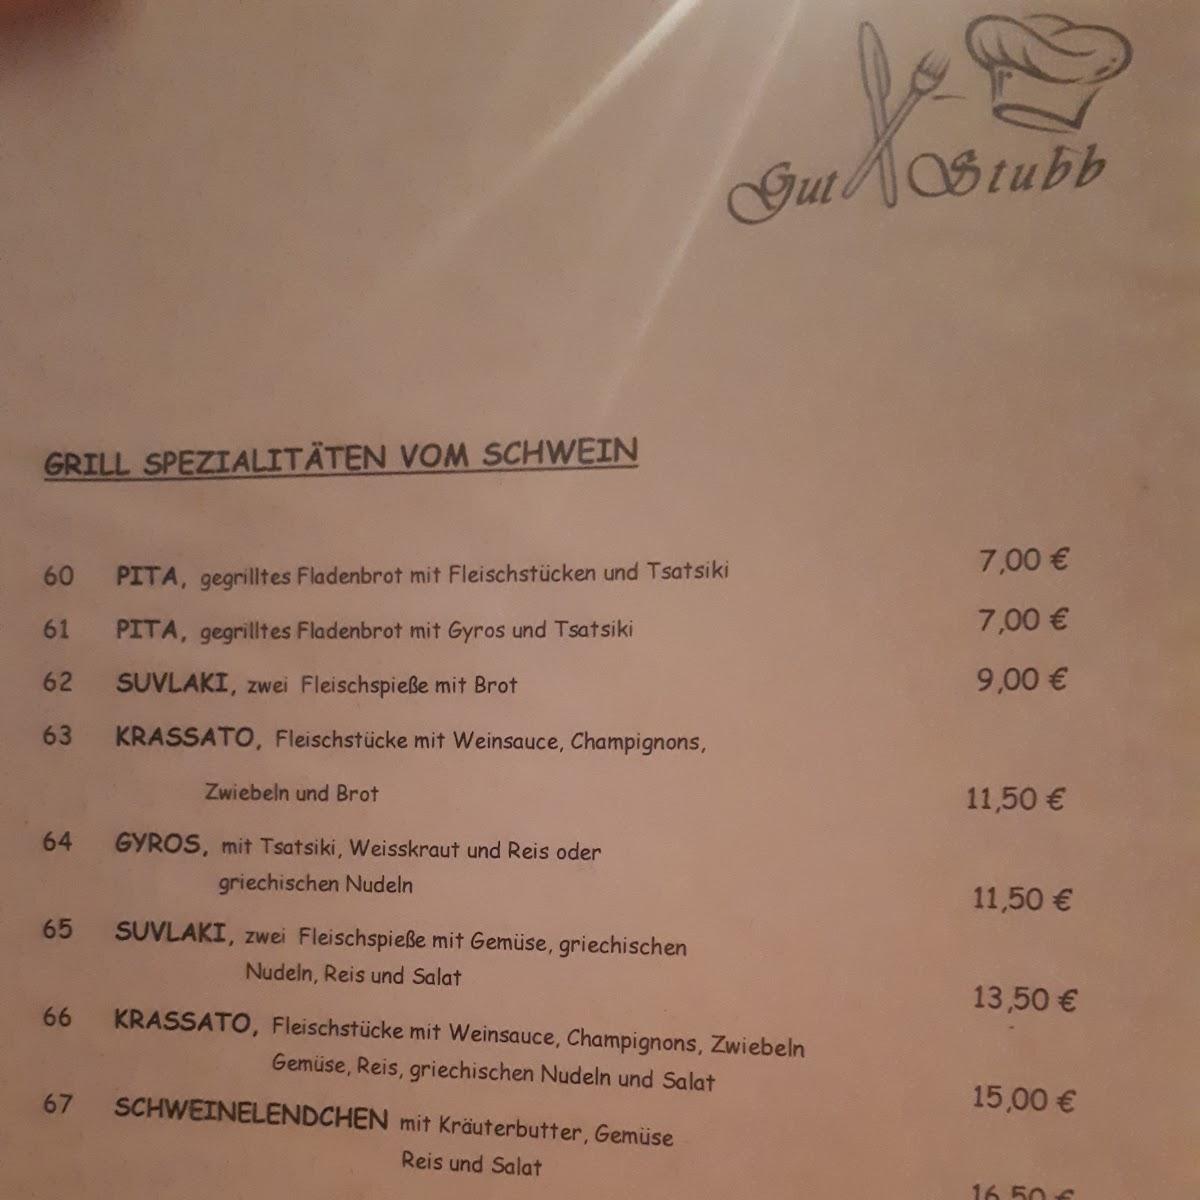 Gut Stubb
GRILL SPEZIALITÄTEN VOM SCHWEIN
60 PITA, gegrilltes Fladenbrot mit Fleischstücken und Tsatsiki 7,00 €
61 PITA, gegrilltes Fladenbrot mit Gyros und Tsatsiki 7,00 €
62 SUVLAKI, zwei Fleischspieße mit Brot 9,00 €
63 KRASSATO, Fleischstücke mit Weinsauce, Champignons,
Zwiebeln und Brot 11,50 €
64 GYROS, mit Tsatsiki, Weisskraut und Reis oder
griechischen Nudeln 11,50 €
65 SUVLAKI, zwei Fleischspieße mit Gemüse, griechischen
Nudeln, Reis und Salat 13,50 €
66 KRASSATO, Fleischstücke mit Weinsauce, Champignons, Zwiebeln
Gemüse, Reis, griechischen Nudeln und Salat 15,00 €
67 SCHWEINELENDCHEN mit Kräuterbutter, Gemüse
Reis und Salat 16,50 €